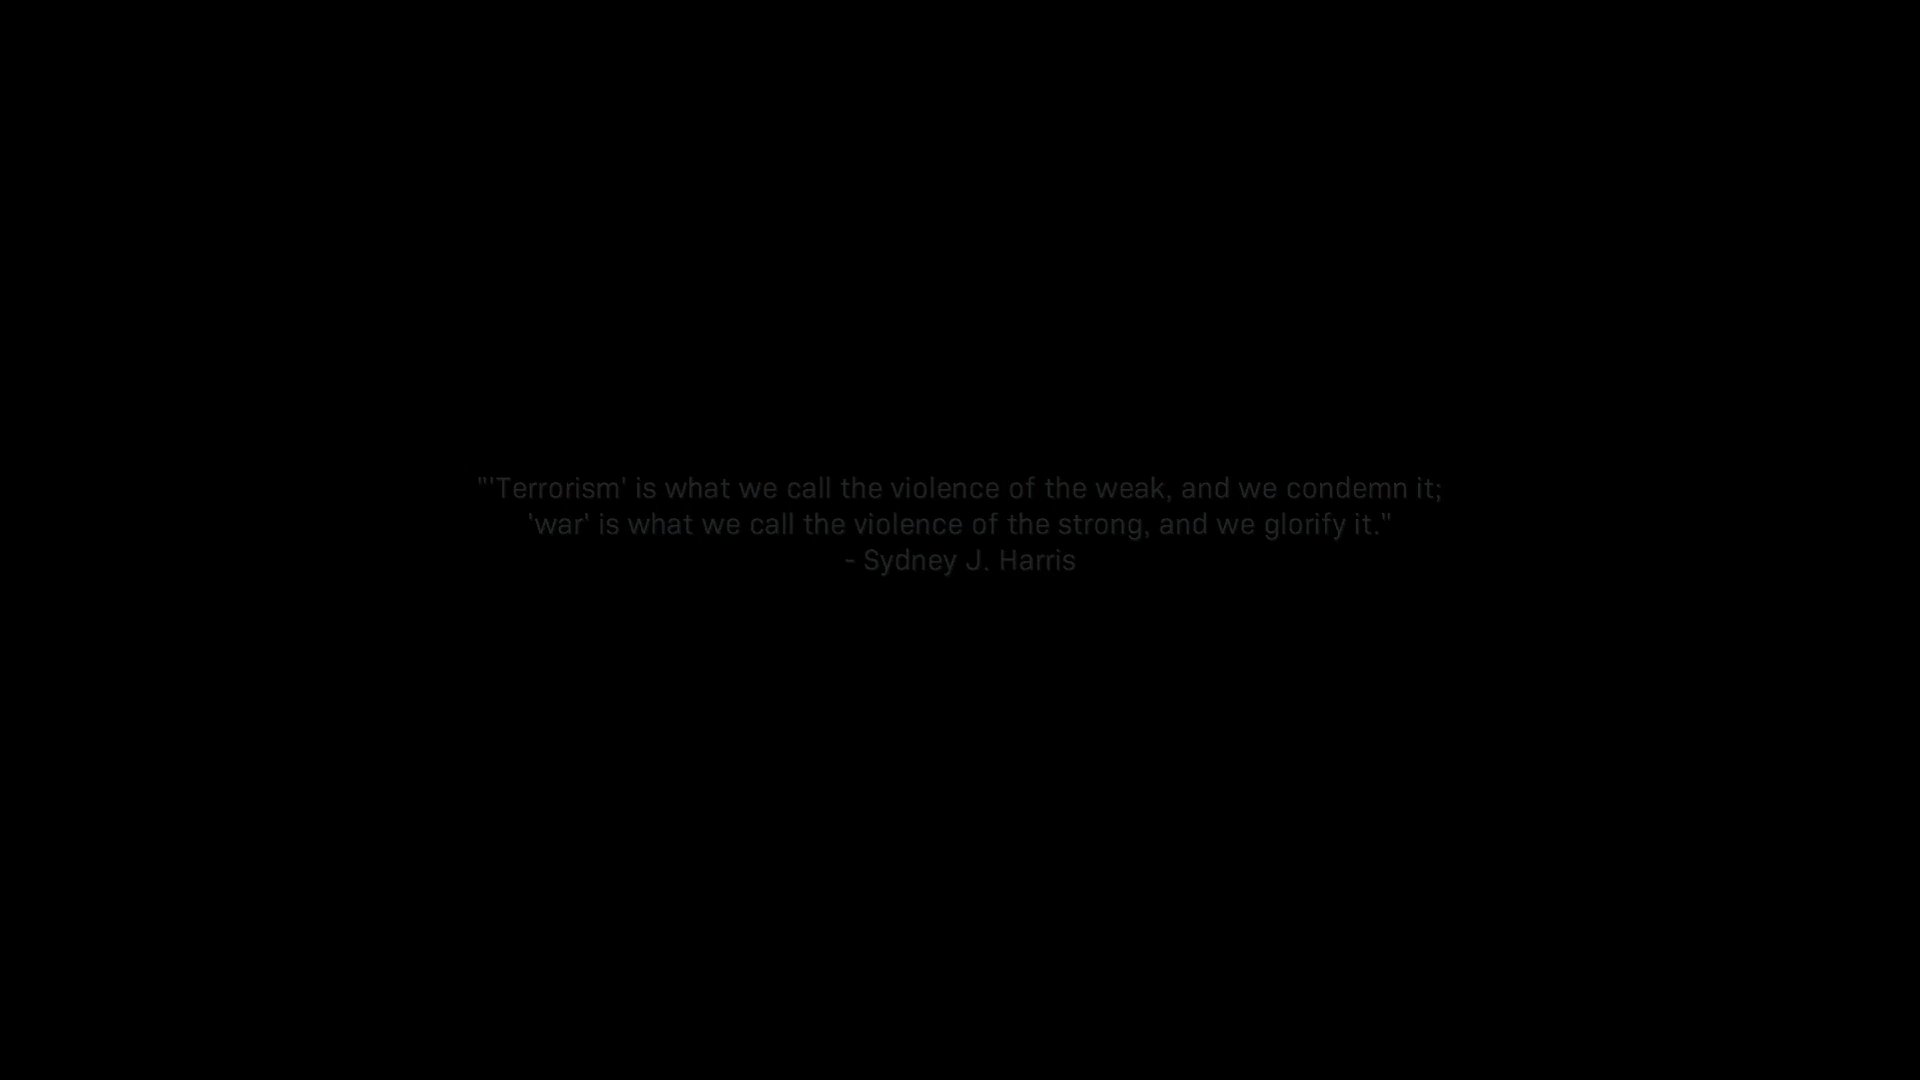 "'Terrorism' is what we call the violence of the weak, and we condemn it;
'war' is what we call the violence of the strong, and we glorify it."
- Sydney J. Harris